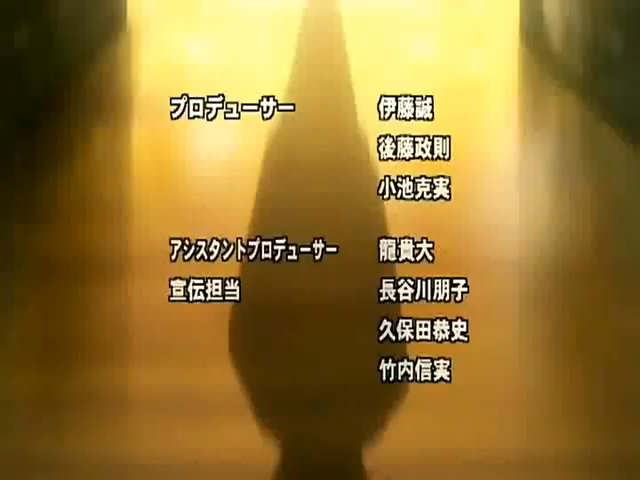 プロデューサー 伊藤誠
後藤政則
小池克実
アシスタントプロデューサー 龍貴大
宣伝担当 長谷川朋子
久保田恭史
竹内信実